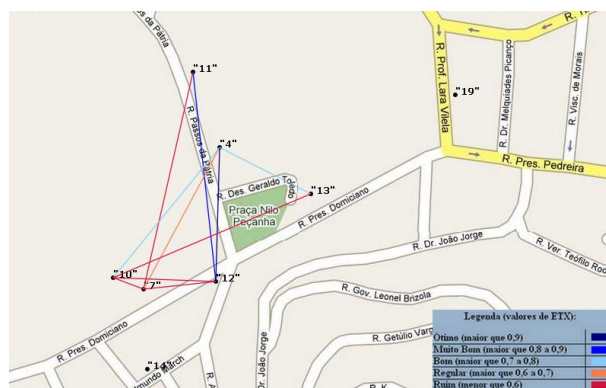 "11"
R. Passos da Pátria
"4"
R. Des. Geraldo Toledo
"13"
Praça Nilo
Peçanha
R. Pres. Domiciano
"19"
R. Prof. Lara Vilela
R. Dr. Melquiades Picanço
R. Visc. de Morais
R. Pres. Pedreira
"10"
"7"
"12"
R. Dr. João Jorge
R. Ver. Teófilo Roc
R. Gov. Leonel Brizola
R. Getúlio Varg
R. Pres. Domiciano
"14"
Dr. João Jorge
R. A
R. K
Legenda (valores de ETX):
Ótimo (maior que 0,9)
Muito Bom (maior que 0,8 a 0,9)
Bom (maior que 0,7 a 0,8)
Regular (maior que 0,6 a 0,7)
Ruim (menor que 0,6)